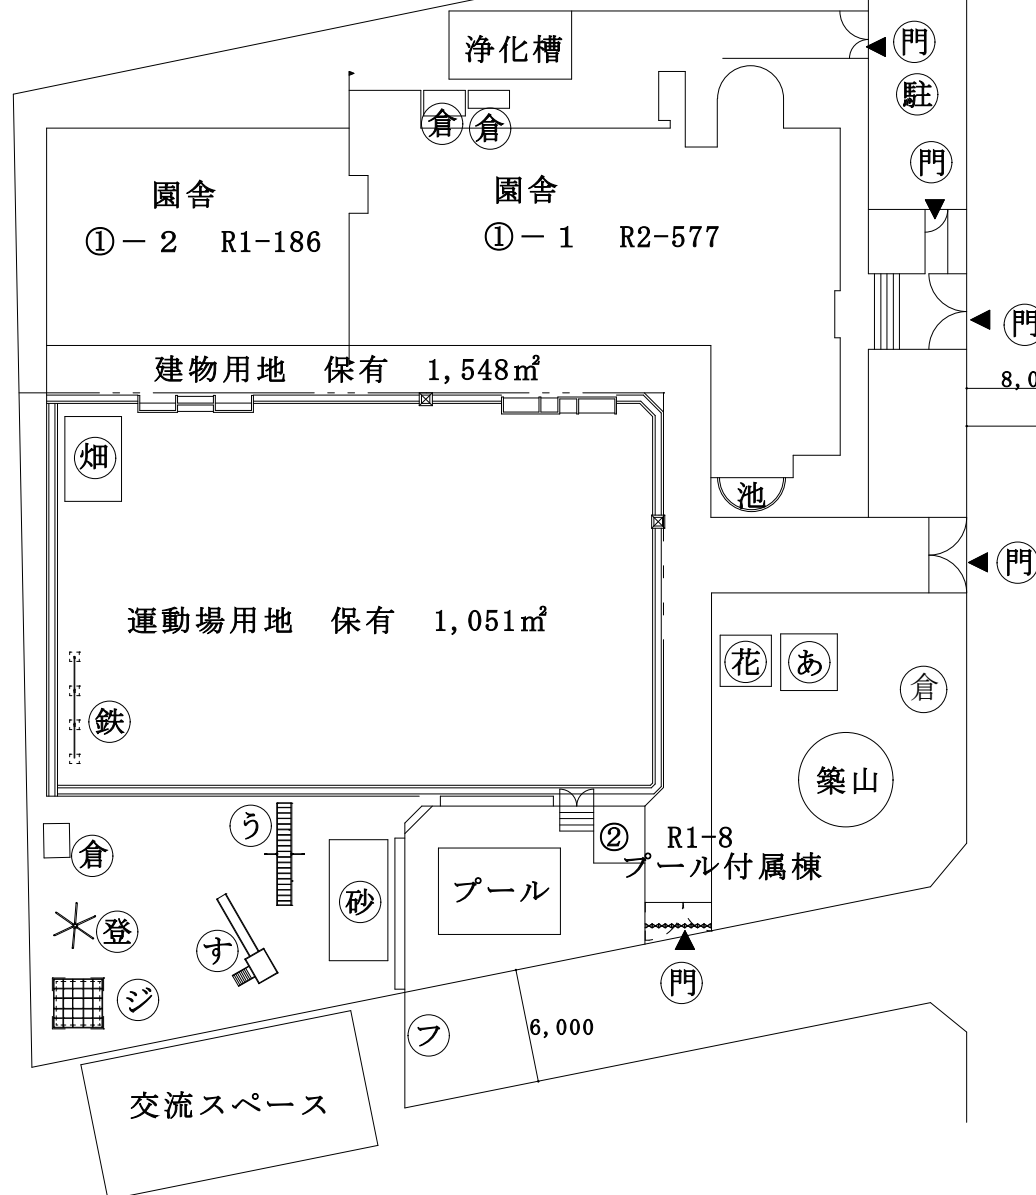 浄化槽
門
駐
倉 倉
門
園舎
①－2 R1-186
園舎
①－1 R2-577
門
建物用地 保有 1,548㎡
8,0
畑
池
門
運動場用地 保有 1,051㎡
花 あ
倉
鉄
築山
う
② R1-8
プール付属棟
倉
プール
砂
登
す
門
ジ
フ
6,000
交流スペース